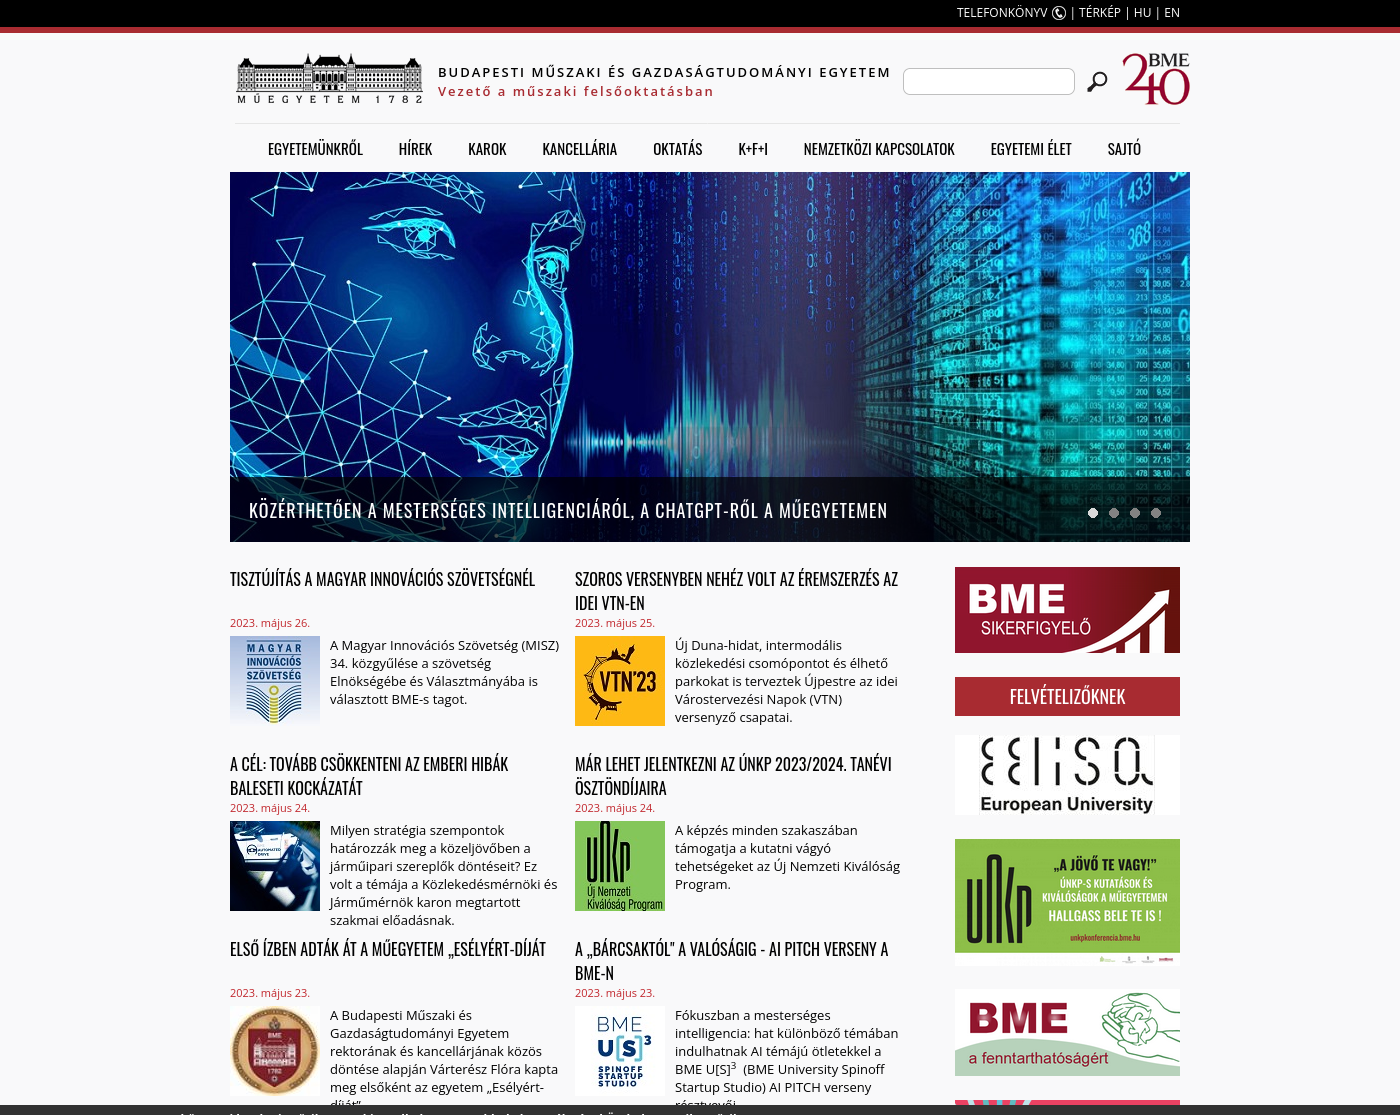 TELEFONKÖNYV | TÉRKÉP | HU | EN
MŰEGYETEM 1782
BUDAPESTI MŰSZAKI ÉS GAZDASÁGTUDOMÁNYI EGYETEM
Vezető a műszaki felsőoktatásban
BME
240
EGYETEMÜNKRŐL HÍREK KAROK KANCELLÁRIA OKTATÁS K+F+I NEMZETKÖZI KAPCSOLATOK EGYETEMI ÉLET SAJTÓ
KÖZÉRTHETŐEN A MESTERSÉGES INTELLIGENCIÁRÓL, A CHATGPT-RŐL A MŰEGYETEMEN
TISZTÚJÍTÁS A MAGYAR INNOVÁCIÓS SZÖVETSÉGNÉL
2023. május 26.
MAGYAR
INNOVÁCIÓS
SZÖVETSÉG
A Magyar Innovációs Szövetség (MISZ)
34. közgyűlése a szövetség
Elnökségébe és Választmányába is
választott BME-s tagot.
SZOROS VERSENYBEN NEHÉZ VOLT AZ ÉREMSZERZÉS AZ
IDEI VTN-EN
2023. május 25.
VTN'23
Új Duna-hidat, intermodális
közlekedési csomópontot és élhető
parkokat is terveztek Újpestre az idei
Várostervezési Napok (VTN)
versenyző csapatai.
A CÉL: TOVÁBB CSÖKKENTENI AZ EMBERI HIBÁK
BALESETI KOCKÁZATÁT
2023. május 24.
AUTOMATED
DRIVE
Milyen stratégia szempontok
határozzák meg a közeljövőben a
járműipari szereplők döntéseit? Ez
volt a témája a Közlekedésmérnöki és
Járműmérnök karon megtartott
szakmai előadásnak.
MÁR LEHET JELENTKEZNI AZ ÚNKP 2023/2024. TANÉVI
ÖSZTÖNDÍJAIRA
2023. május 24.
úNKp
Új Nemzeti
Kiválóság Program
A képzés minden szakaszában
támogatja a kutatni vágyó
tehetségeket az Új Nemzeti Kiválóság
Program.
ELSŐ ÍZBEN ADTÁK ÁT A MŰEGYETEM „ESÉLYÉRT-DÍJÁT
2023. május 23.
BME
1782
A Budapesti Műszaki és
Gazdaságtudományi Egyetem
rektorának és kancellárjának közös
döntése alapján Várterész Flóra kapta
meg elsőként az egyetem „Esélyért-
díját”
A „BÁRCSAKTÓL" A VALÓSÁGIG - AI PITCH VERSENY A
BME-N
2023. május 23.
BME
U[S]³
SPINOFF
STARTUP
STUDIO
Fókuszban a mesterséges
intelligencia: hat különböző témában
indulhatnak AI témájú ötletekkel a
BME U[S]³ (BME University Spinoff
Startup Studio) AI PITCH verseny
résztvevői
BME
SIKERFIGYELŐ
FELVÉTELIZŐKNEK
EELISA
European University
úNKp
„A JÖVŐ TE VAGY!”
ÚNKP-S KUTATÁSOK ÉS
KIVÁLÓSÁGOK A MŰEGYETEMEN
HALLGASS BELE TE IS !
unkpkonferencia.bme.hu
BME
a fenntarthatóságért